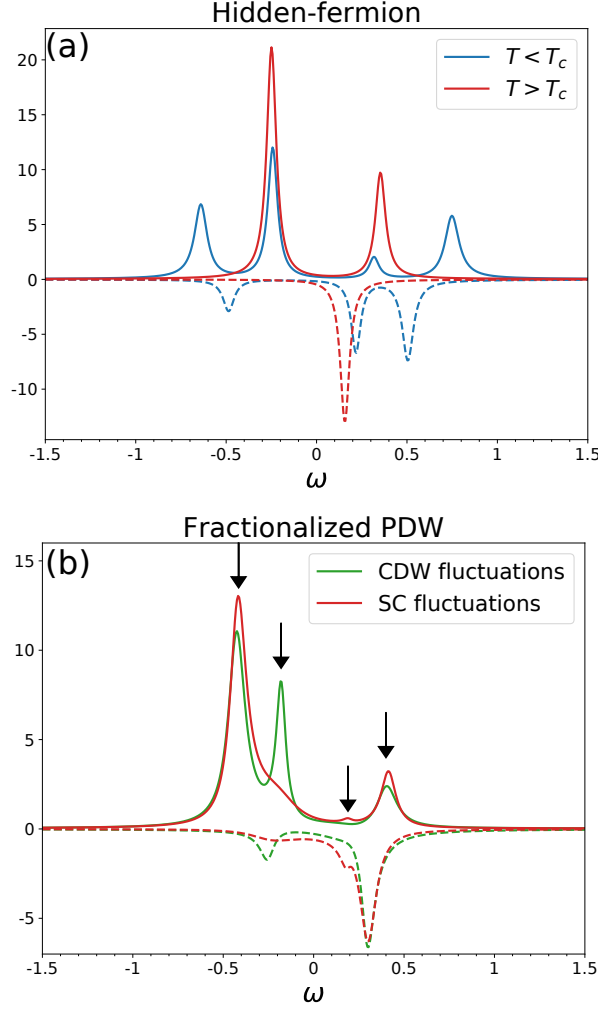 Hidden-fermion
(a)
T < T_c
T > T_c
20
15
10
5
0
-5
-10
-1.5 -1 -0.5 0 0.5 1 1.5
ω
Fractionalized PDW
(b)
CDW fluctuations
SC fluctuations
15
10
5
0
-5
-1.5 -1 -0.5 0 0.5 1 1.5
ω